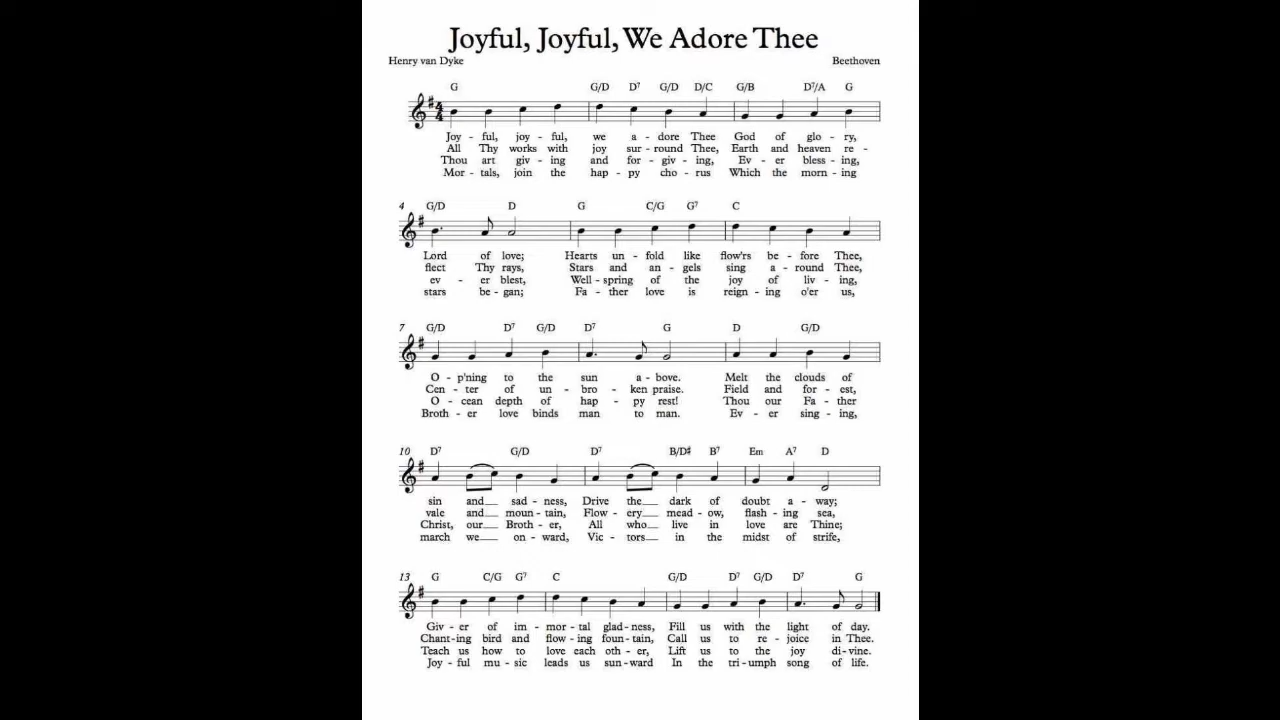 Joyful, Joyful, We Adore Thee
Henry van Dyke Beethoven
G G/D D7 G/D D/C G/B D7/A G
Joy - ful, joy - ful, we a - dore Thee God of glo - ry,
All Thy works with joy sur - round Thee, Earth and heaven re -
Thou art giv - ing and for - giv - ing, Ev - er bless - ing,
Mor - tals, join the hap - py cho - rus Which the morn - ing
4 G/D D G C/G G7 C
Lord of love; Hearts un - fold like flow'rs be - fore Thee,
flect Thy rays, Stars and an - gels sing a - round Thee,
ev - er blest, Well - spring of the joy of liv - ing,
stars be - gan; Fa - ther love is reign - ing o'er us,
7 G/D D7 G/D D7 G D G/D
O - p'ning to the sun a - bove. Melt the clouds of
Cen - ter of un - bro - ken praise. Field and for - est,
O - cean depth of hap - py rest! Thou our Fa - ther
Broth - er love binds man to man. Ev - er sing - ing,
10 D7 G/D D7 B/D# B7 Em A7 D
sin and sad - ness, Drive the dark of doubt a - way;
vale and moun - tain, Flow - ery mead - ow, flash - ing sea,
Christ, our Broth - er, All who live in love are Thine;
march we on - ward, Vic - tors in the midst of strife,
13 G C/G G7 C G/D D7 G/D D7 G
Giv - er of im - mor - tal glad - ness, Fill us with the light of day.
Chant - ing bird and flow - ing foun - tain, Call us to re - joice in Thee.
Teach us how to love each oth - er, Lift us to the joy di - vine.
Joy - ful mu - sic leads us sun - ward In the tri - umph song of life.